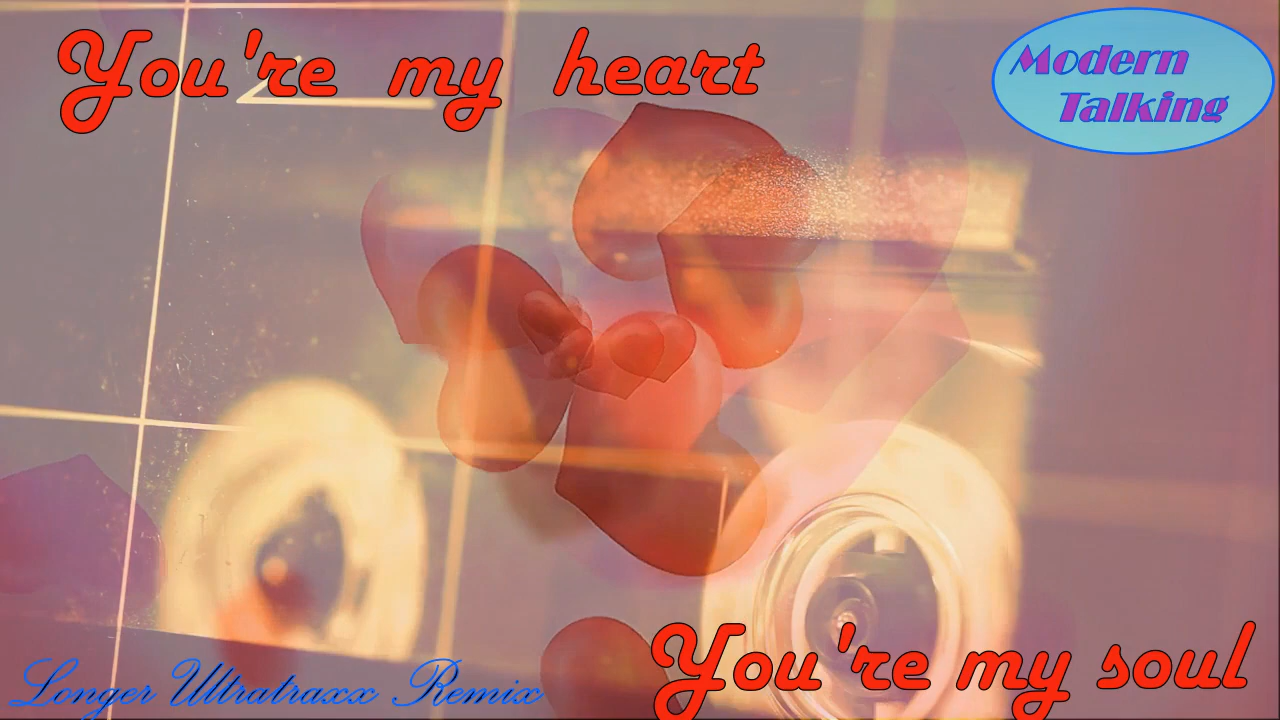 You're my heart
Modern
Talking
You're my soul
Longer Ultratraxx Remix